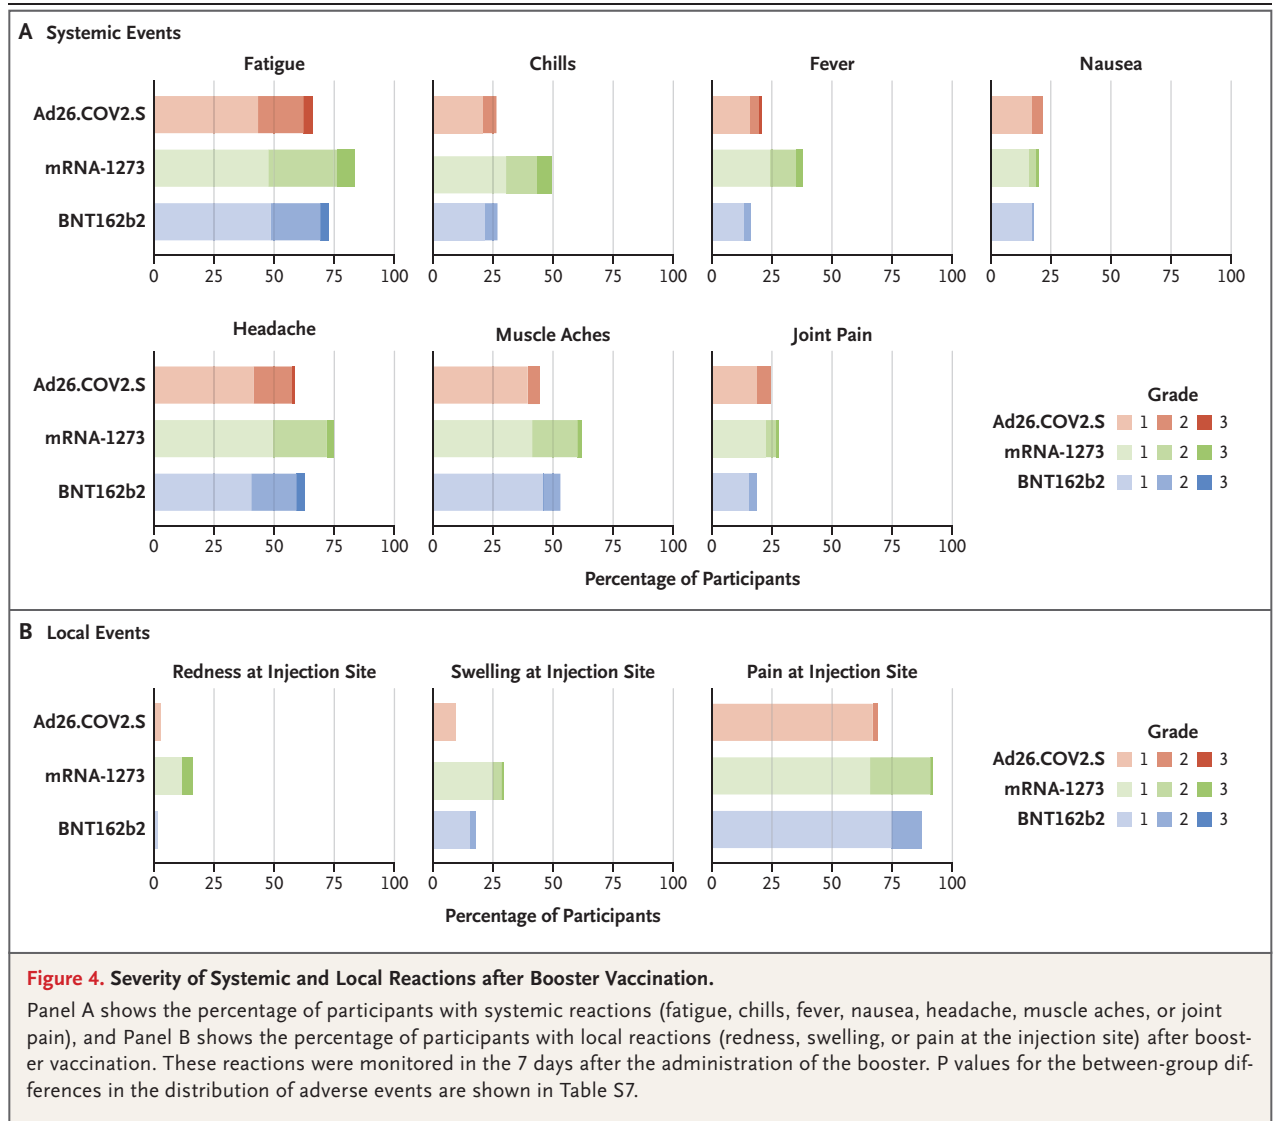 A Systemic Events
Fatigue
Chills
Fever
Nausea
Ad26.COV2.S
mRNA-1273
BNT162b2
0 25 50 75 100
0 25 50 75 100
0 25 50 75 100
0 25 50 75 100
Headache
Muscle Aches
Joint Pain
Ad26.COV2.S
mRNA-1273
BNT162b2
0 25 50 75 100
0 25 50 75 100
0 25 50 75 100
Grade
Ad26.COV2.S 1 2 3
mRNA-1273 1 2 3
BNT162b2 1 2 3
Percentage of Participants
B Local Events
Redness at Injection Site
Swelling at Injection Site
Pain at Injection Site
Ad26.COV2.S
mRNA-1273
BNT162b2
0 25 50 75 100
0 25 50 75 100
0 25 50 75 100
Grade
Ad26.COV2.S 1 2 3
mRNA-1273 1 2 3
BNT162b2 1 2 3
Percentage of Participants
Figure 4. Severity of Systemic and Local Reactions after Booster Vaccination.
Panel A shows the percentage of participants with systemic reactions (fatigue, chills, fever, nausea, headache, muscle aches, or joint
pain), and Panel B shows the percentage of participants with local reactions (redness, swelling, or pain at the injection site) after boost-
er vaccination. These reactions were monitored in the 7 days after the administration of the booster. P values for the between-group dif-
ferences in the distribution of adverse events are shown in Table S7.